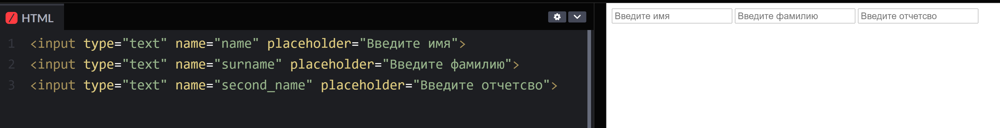 HTML
1 <input type="text" name="name" placeholder="Введите имя">
2 <input type="text" name="surname" placeholder="Введите фамилию">
3 <input type="text" name="second_name" placeholder="Введите отчетсво">
Введите имя Введите фамилию Введите отчетсво